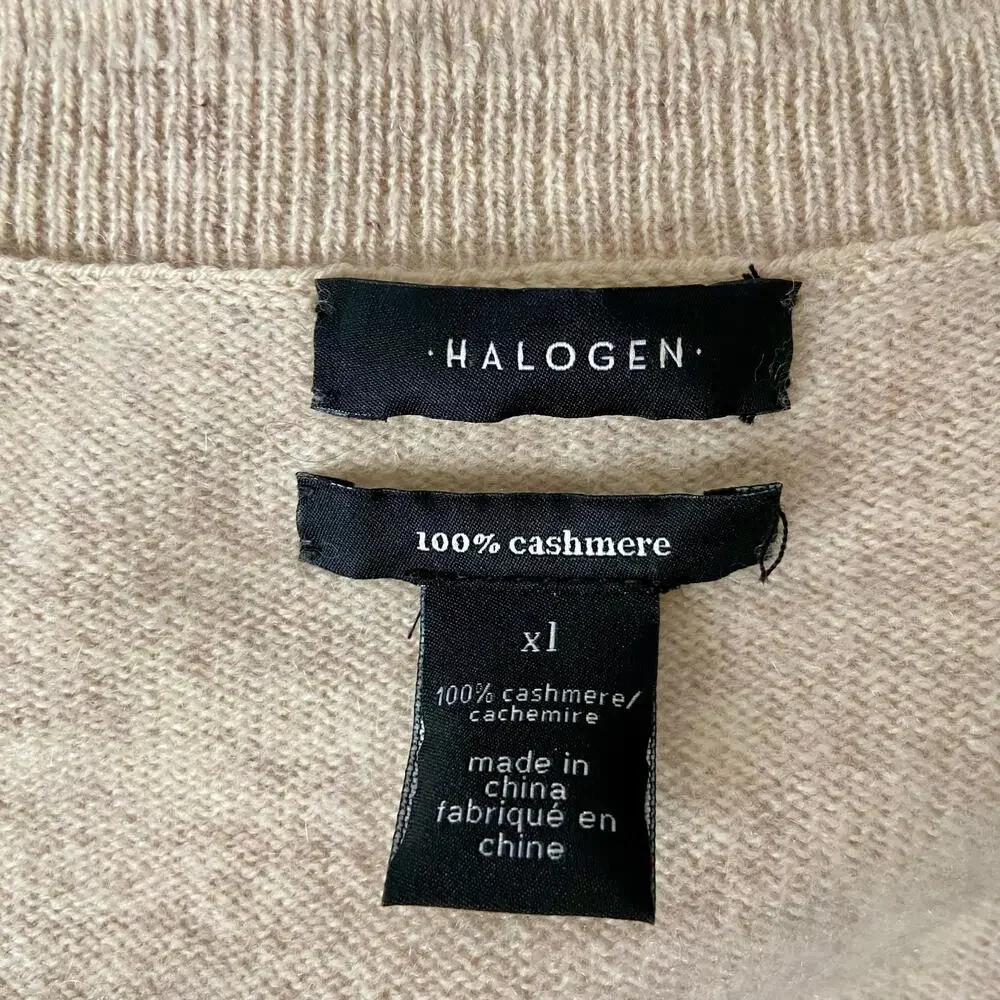 ·HALOGEN·
100% cashmere
xl
100% cashmere/
cachemire
made in
china
fabriqué en
chine